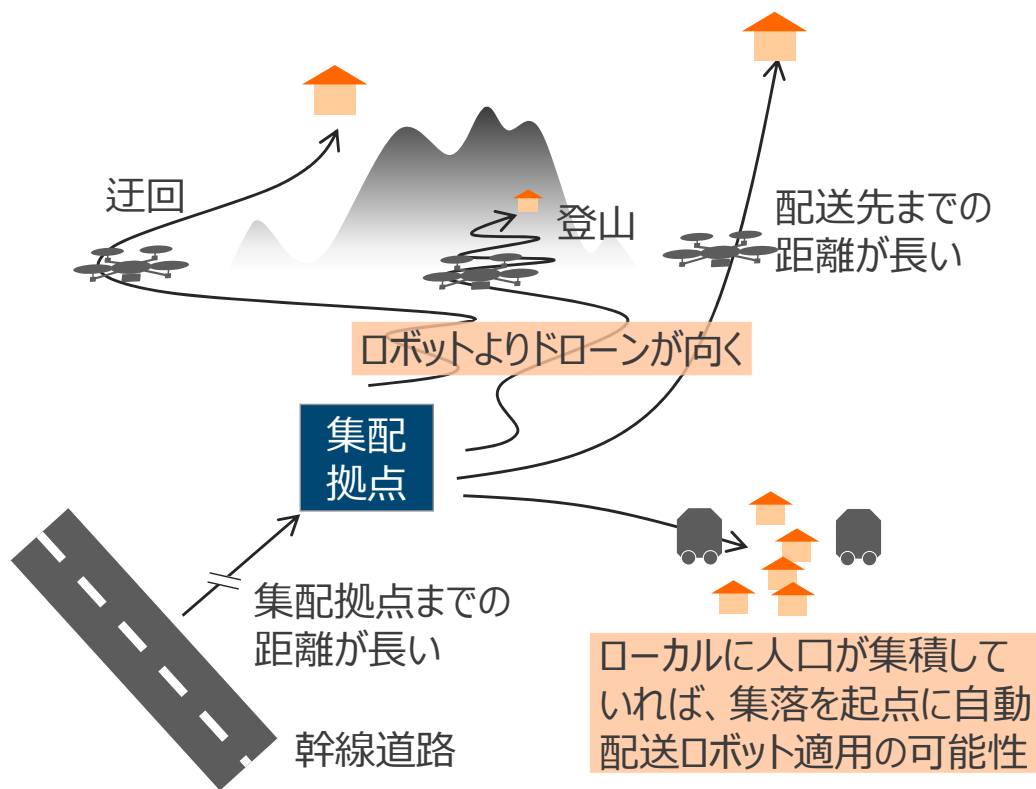 迂回
登山
配送先までの
距離が長い
ロボットよりドローンが向く
集配
拠点
集配拠点までの
距離が長い
幹線道路
ローカルに人口が集積して
いれば、集落を起点に自動
配送ロボット適用の可能性